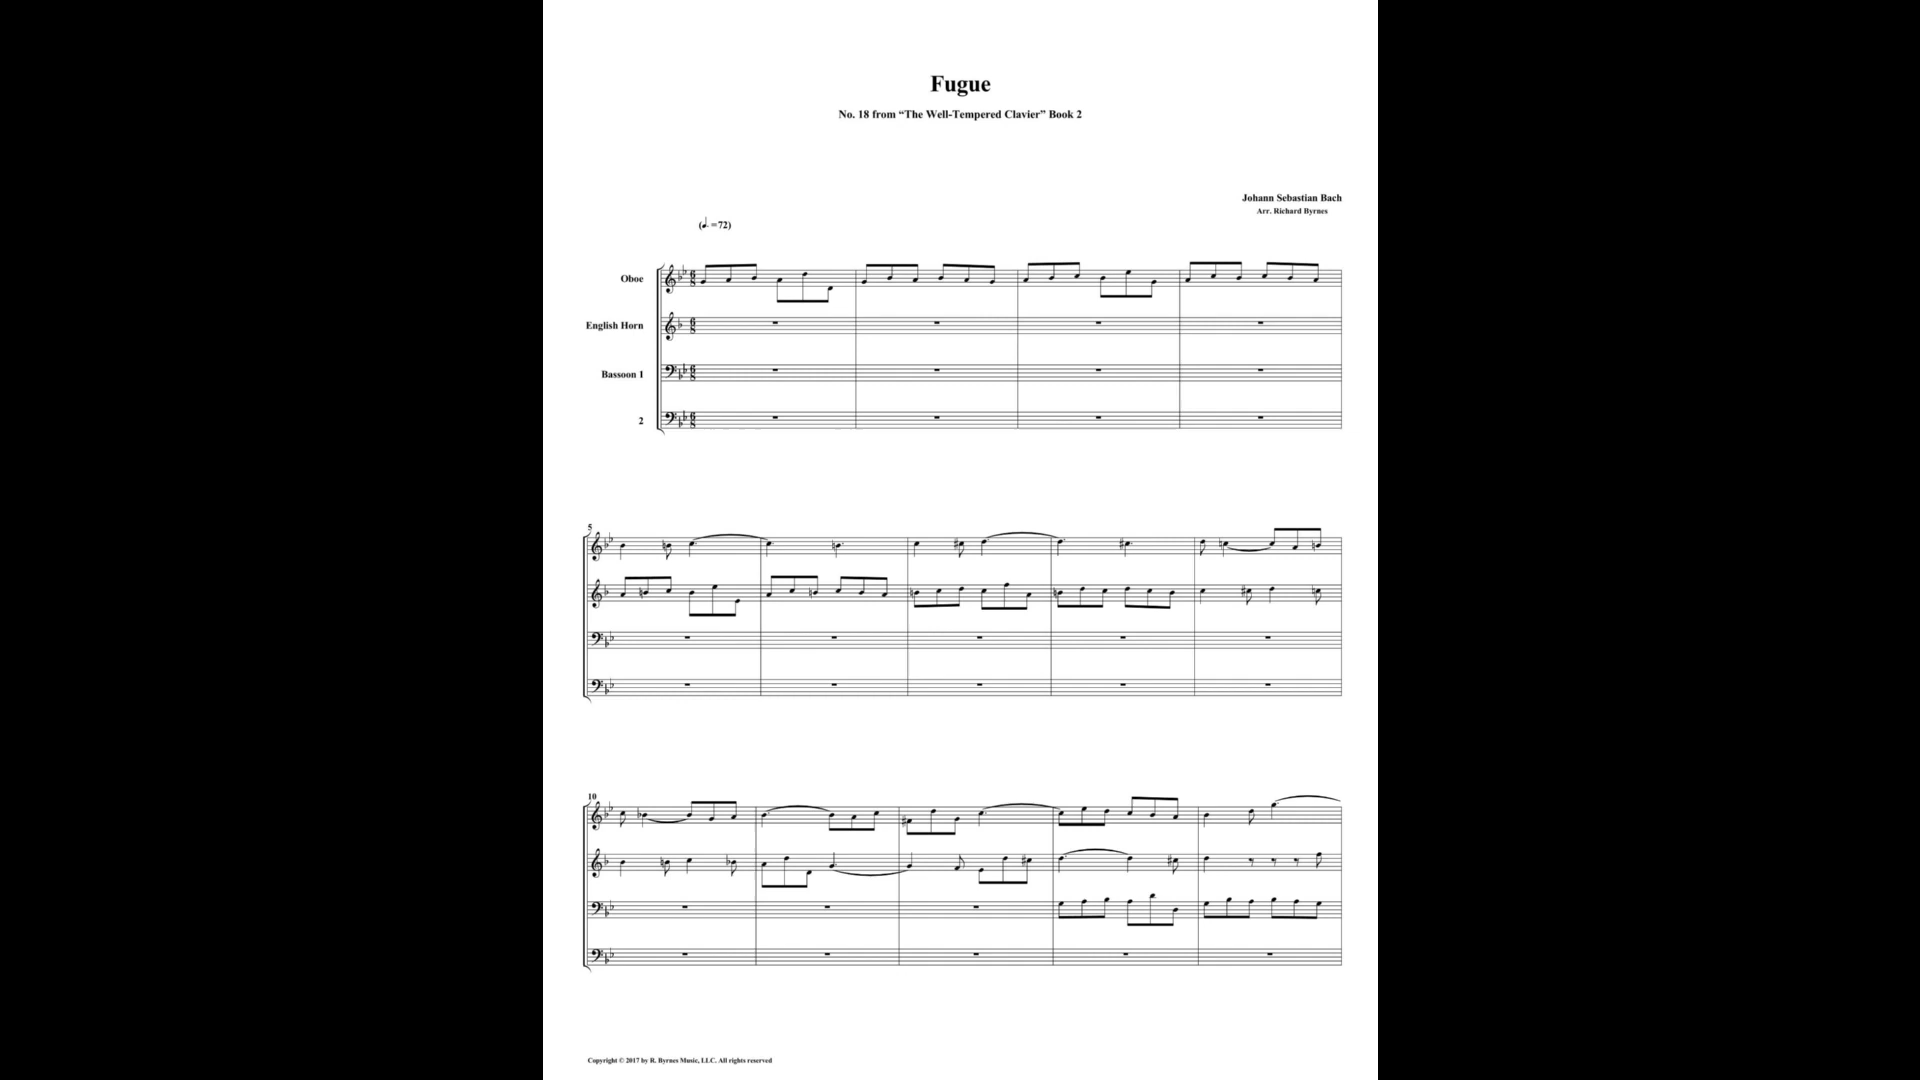 Fugue
No. 18 from “The Well-Tempered Clavier” Book 2
Johann Sebastian Bach
Arr. Richard Byrnes
(♩. =72)
Oboe
English Horn
Bassoon 1
2
5
10
Copyright © 2017 by R. Byrnes Music, LLC. All rights reserved